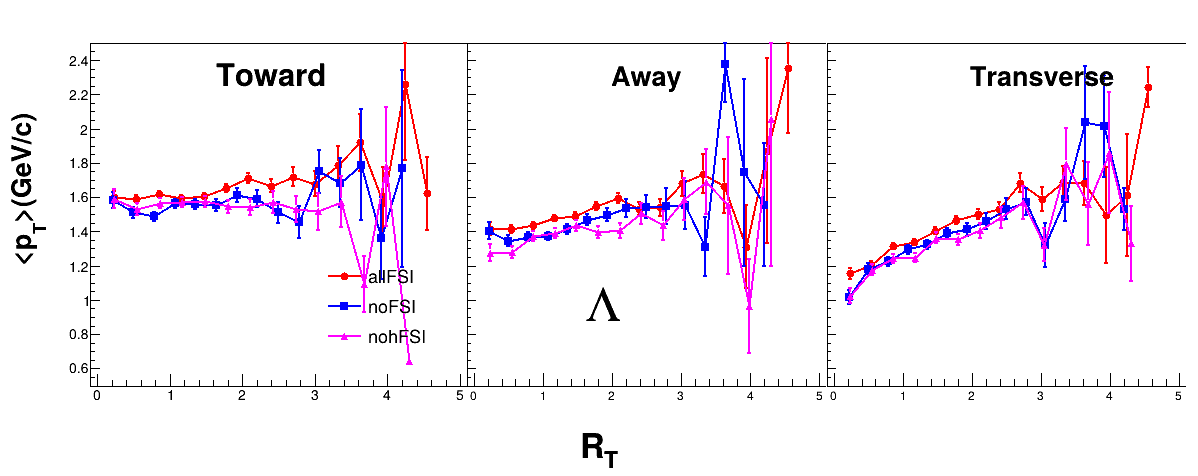 Toward
Away
Transverse
<p_T>(GeV/c)
2.4
2.2
2
1.8
1.6
1.4
1.2
1
0.8
0.6
allFSI
noFSI
nohFSI
Λ
0 1 2 3 4 5
0 1 2 3 4 5
0 1 2 3 4 5
R_T